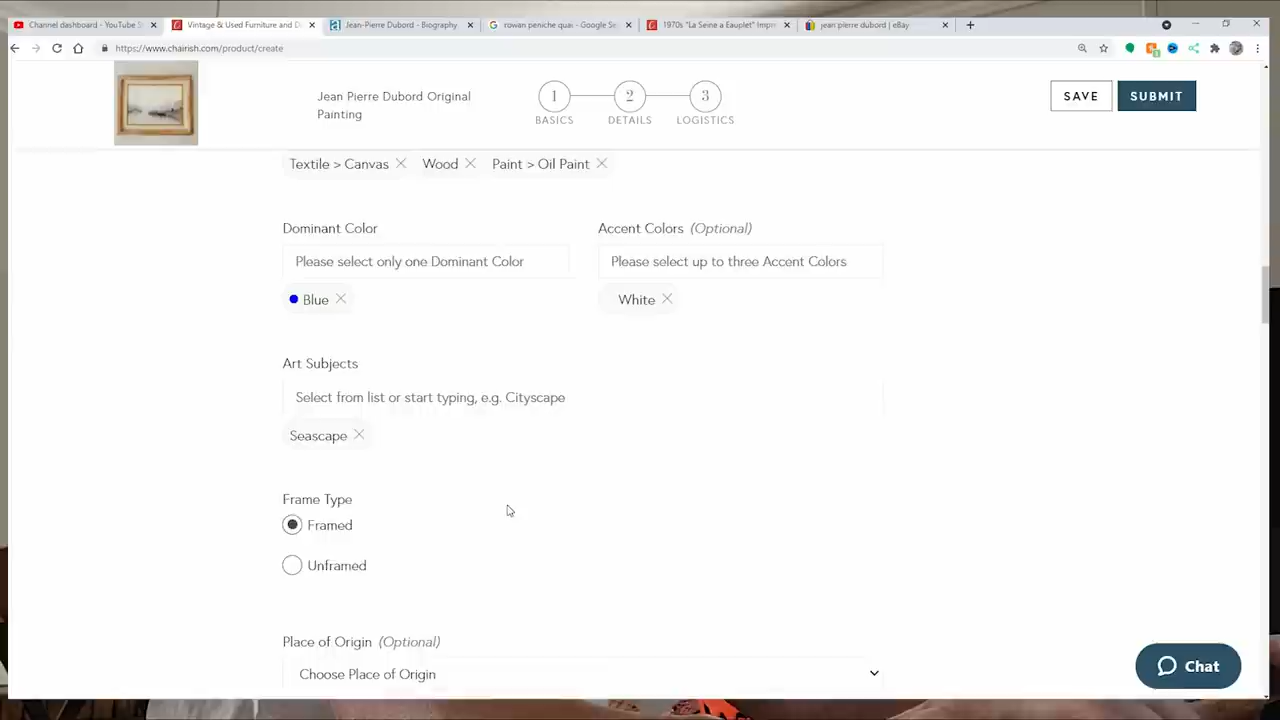 Channel dashboard - YouTube S
Vintage & Used Furniture and D
Jean-Pierre Dubord - Biography
rowan peniche quai - Google Se
1970s "La Seine a Eauplet" Impr
jean pierre dubord | eBay
https://www.chairish.com/product/create
Jean Pierre Dubord Original
Painting
1
2
3
BASICS
DETAILS
LOGISTICS
SAVE
SUBMIT
Textile > Canvas
Wood
Paint > Oil Paint
Dominant Color
Accent Colors (Optional)
Please select only one Dominant Color
Please select up to three Accent Colors
Blue
White
Art Subjects
Select from list or start typing, e.g. Cityscape
Seascape
Frame Type
Framed
Unframed
Place of Origin (Optional)
Choose Place of Origin
Chat